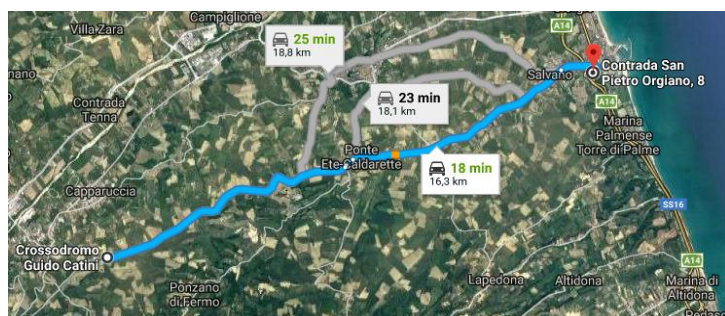 Campiglione
Villa Zara
A14
25 min
18,8 km
Contrada San
Pietro Orgiano, 8
Salvano
23 min
18,1 km
A14
Contrada
Tenna
Marina
Palmense
Torre di Palme
Ponte
Ete-Caldarette
18 min
16,3 km
Capparuccia
SS16
Crossodromo
Guido Catini
A14
Ponzano
di Fermo
Lapedona
Altidona
Marina di
Altidona